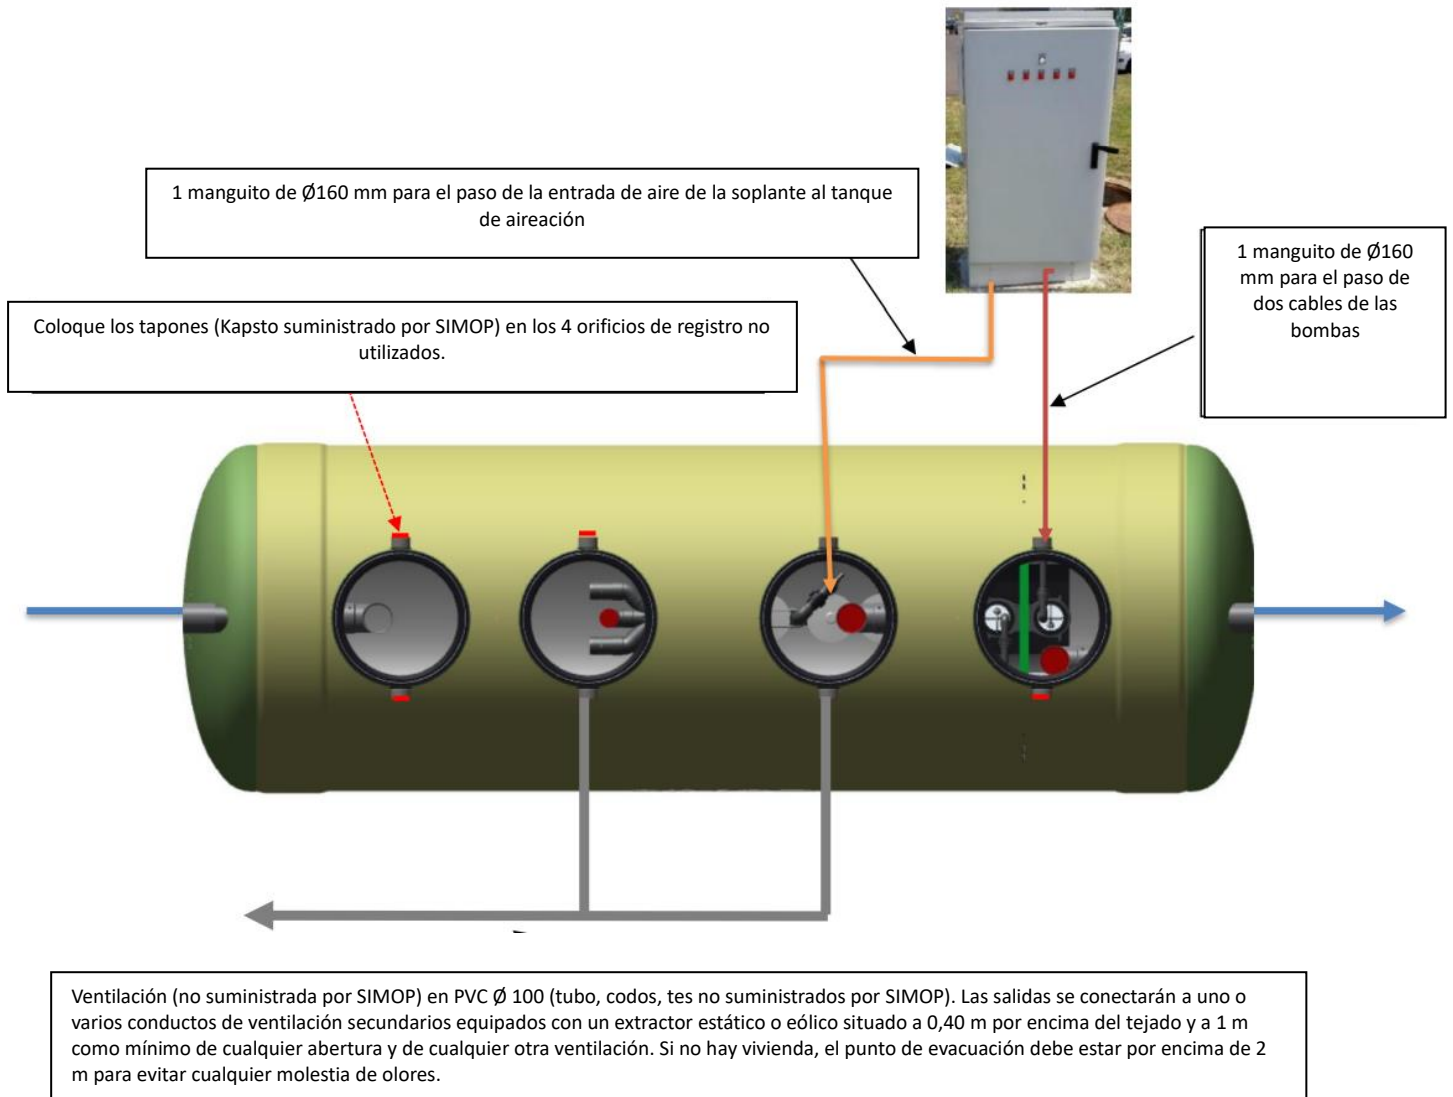 1 manguito de Ø160 mm para el paso de la entrada de aire de la soplante al tanque
de aireación
1 manguito de Ø160
mm para el paso de
dos cables de las
bombas
Coloque los tapones (Kapsto suministrado por SIMOP) en los 4 orificios de registro no
utilizados.
Ventilación (no suministrada por SIMOP) en PVC Ø 100 (tubo, codos, tes no suministrados por SIMOP). Las salidas se conectarán a uno o
varios conductos de ventilación secundarios equipados con un extractor estático o eólico situado a 0,40 m por encima del tejado y a 1 m
como mínimo de cualquier abertura y de cualquier otra ventilación. Si no hay vivienda, el punto de evacuación debe estar por encima de 2
m para evitar cualquier molestia de olores.